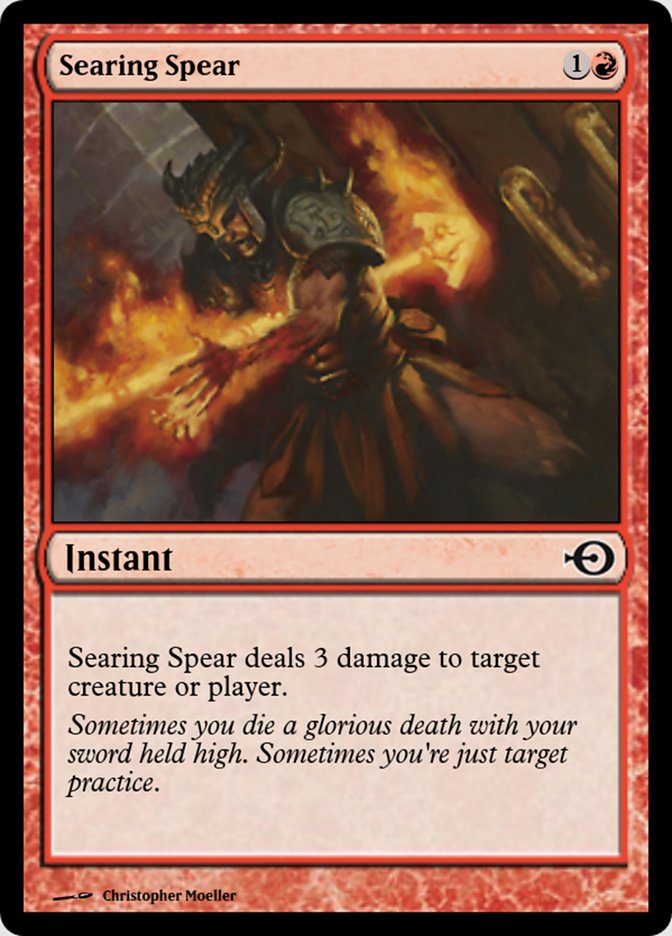 Searing Spear
1
Instant
Searing Spear deals 3 damage to target
creature or player.
Sometimes you die a glorious death with your
sword held high. Sometimes you're just target
practice.
Christopher Moeller